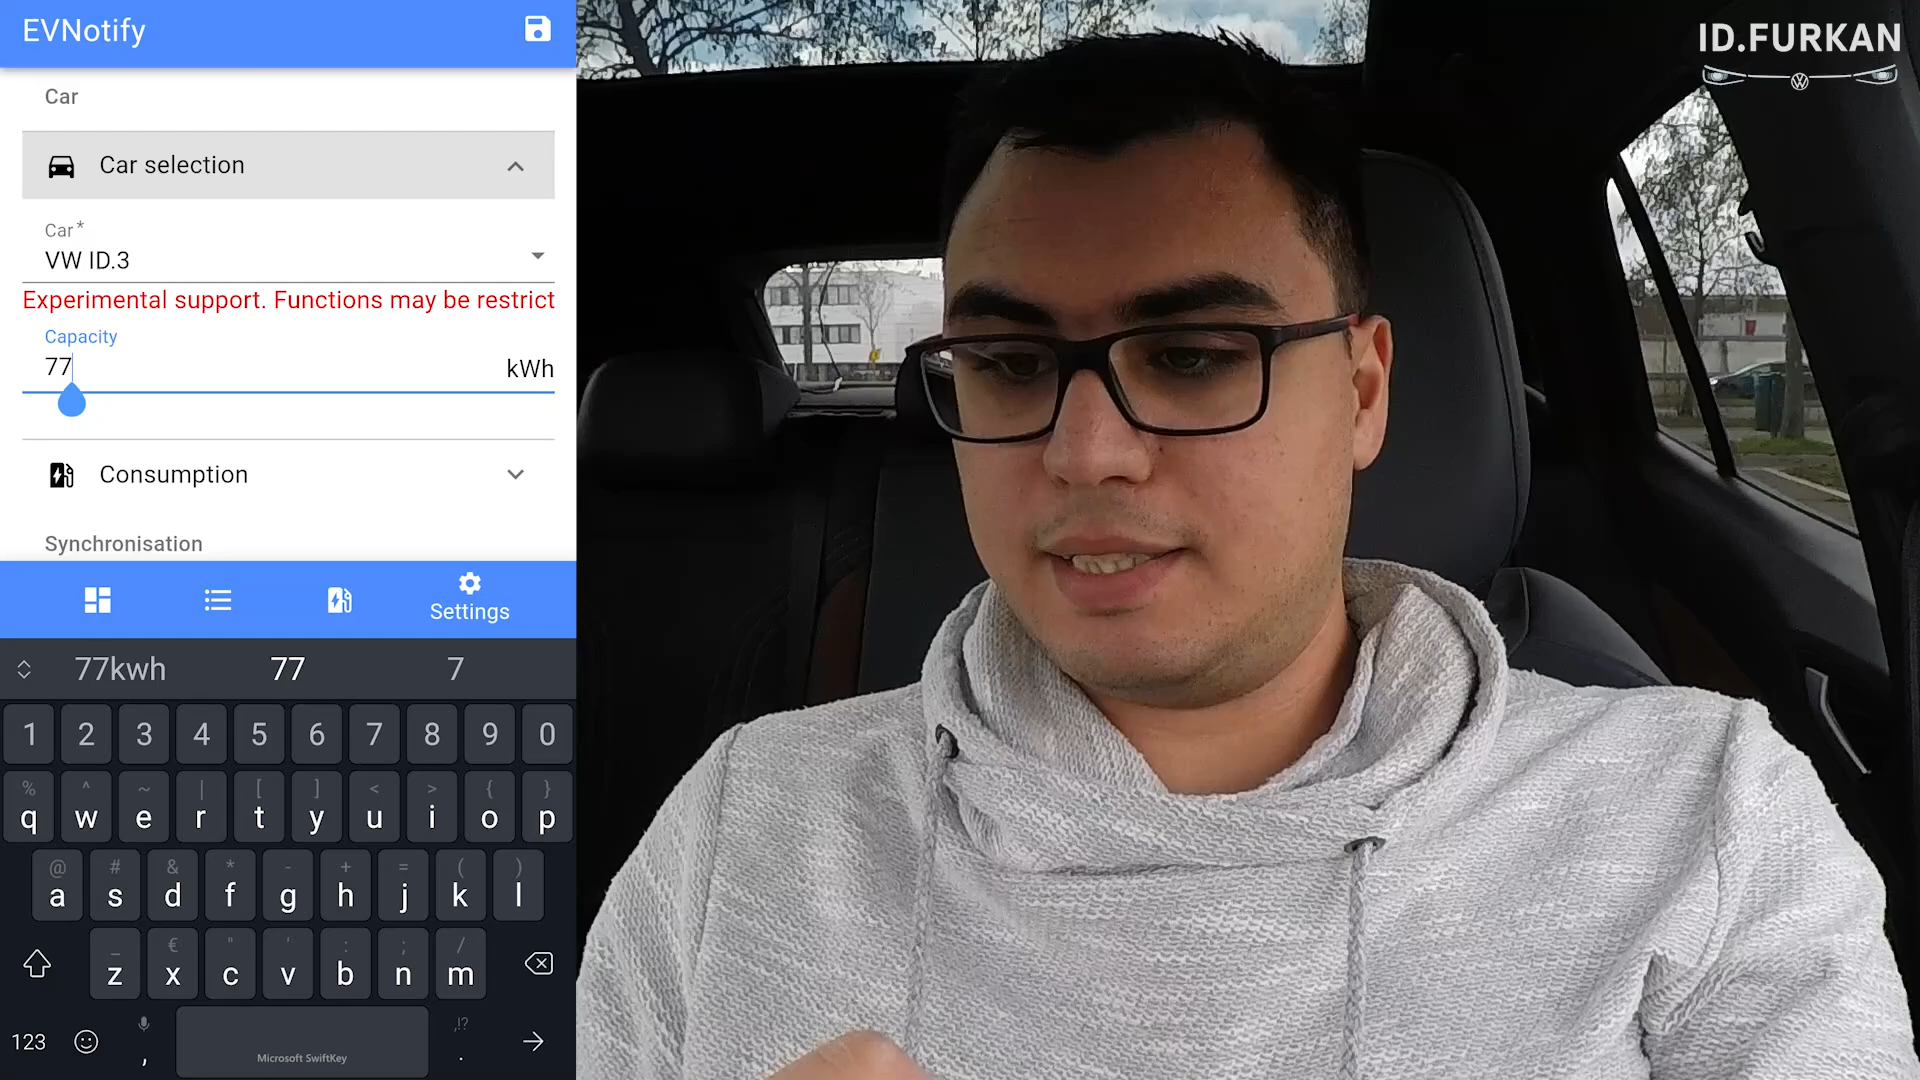 EVNotify
Car
Car selection
Car*
VW ID.3
Experimental support. Functions may be restrict
Capacity
77
kWh
Consumption
Synchronisation
Settings
77kwh 77 7
1 2 3 4 5 6 7 8 9 0
% ^ ~ | [ ] < > { }
q w e r t y u i o p
@ # & * - + = ( )
a s d f g h j k l
_ € " ' : ; /
z x c v b n m
123 , ,!? .
Microsoft SwiftKey
ID.FURKAN